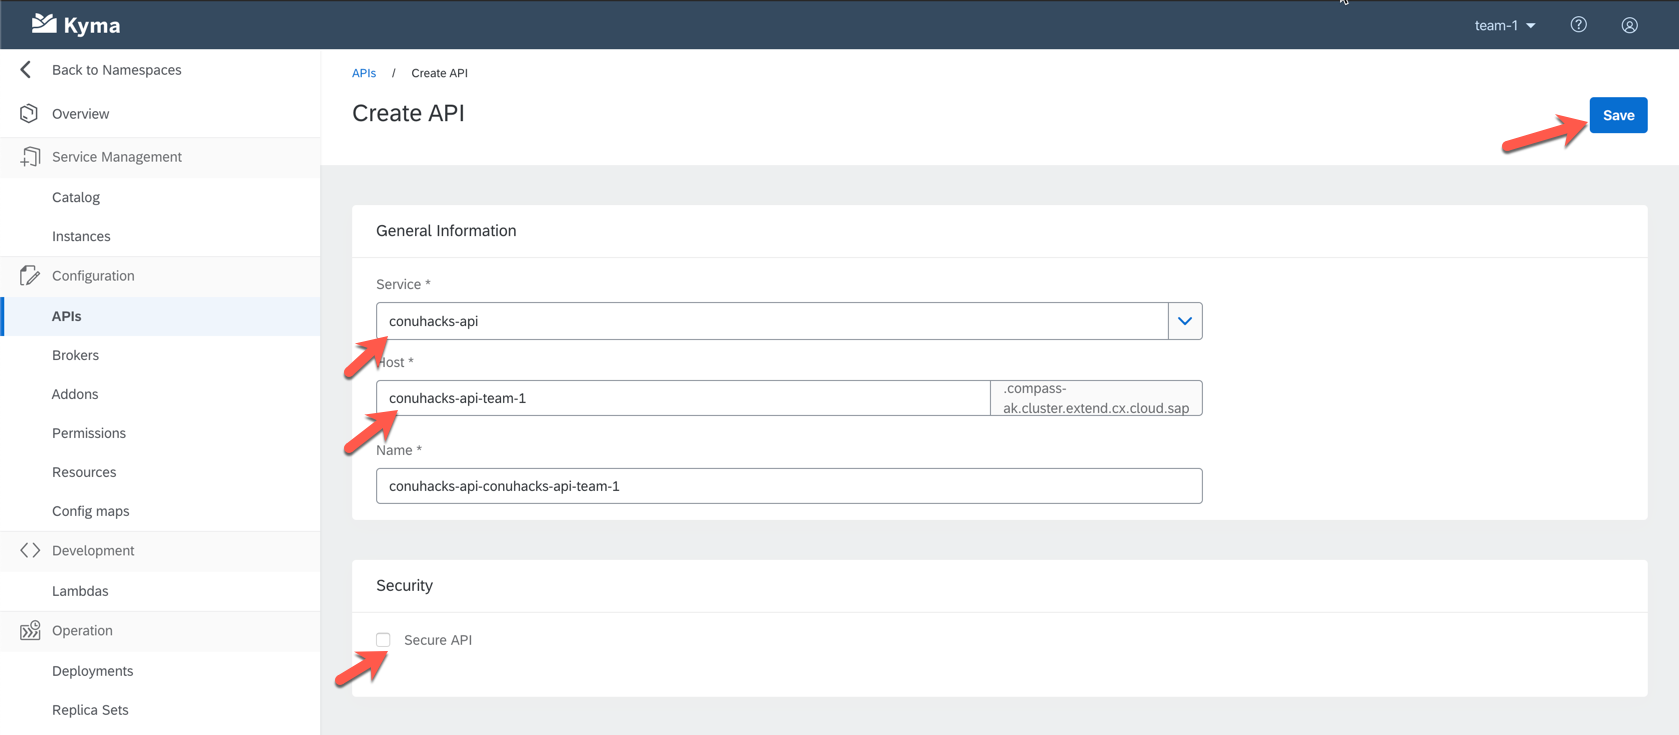 Kyma
team-1
Back to Namespaces
Overview
Service Management
Catalog
Instances
Configuration
APIs
Brokers
Addons
Permissions
Resources
Config maps
Development
Lambdas
Operation
Deployments
Replica Sets
APIs / Create API
Create API
Save
General Information
Service *
conuhacks-api
Host *
conuhacks-api-team-1
.compass-
ak.cluster.extend.cx.cloud.sap
Name *
conuhacks-api-conuhacks-api-team-1
Security
Secure API